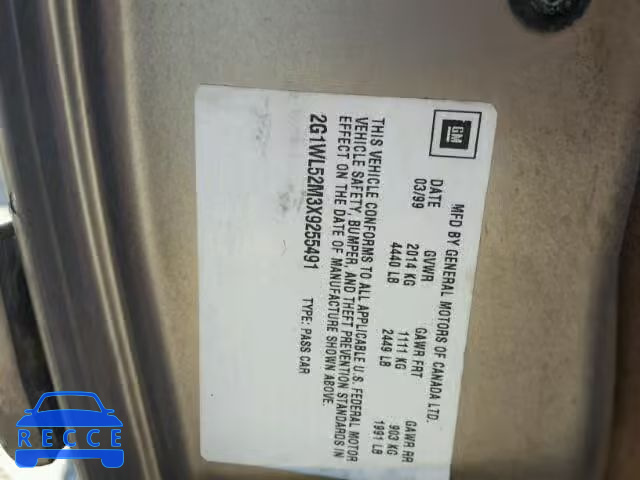 GM
MFD BY GENERAL MOTORS OF CANADA LTD.
DATE GVWR GAWR FRT GAWR RR
03/99 2014 KG 1111 KG 903 KG
4440 LB 2449 LB 1991 LB
THIS VEHICLE CONFORMS TO ALL APPLICABLE U.S. FEDERAL MOTOR
VEHICLE SAFETY, BUMPER, AND THEFT PREVENTION STANDARDS IN
EFFECT ON THE DATE OF MANUFACTURE SHOWN ABOVE.
2G1WL52M3X9255491 TYPE: PASS CAR
BIDCARS.WEBSITE